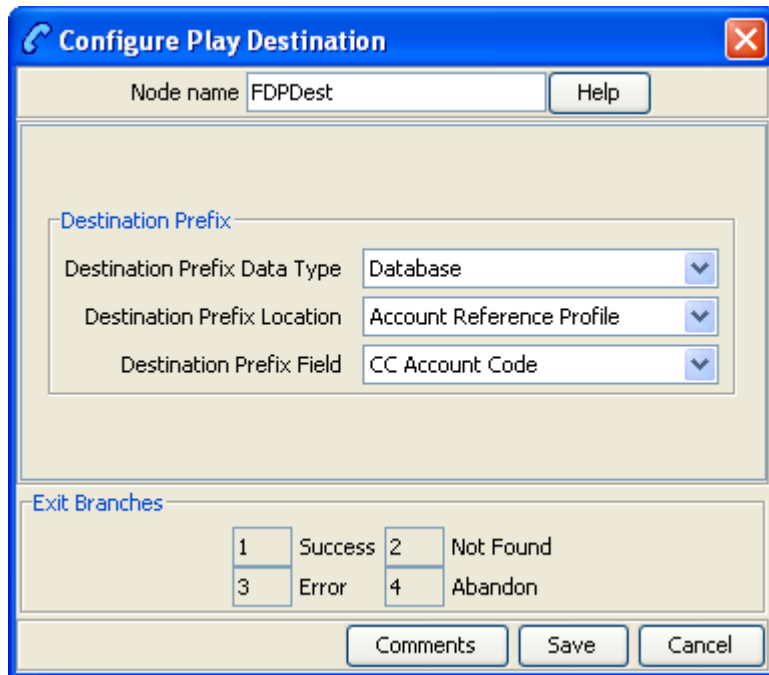 Configure Play Destination
Node name FDPDest Help
Destination Prefix
Destination Prefix Data Type Database
Destination Prefix Location Account Reference Profile
Destination Prefix Field CC Account Code
Exit Branches
1 Success 2 Not Found
3 Error 4 Abandon
Comments Save Cancel